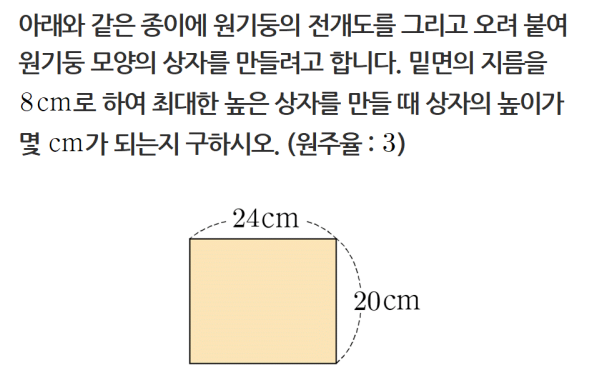 아래와 같은 종이에 원기둥의 전개도를 그리고 오려 붙여
원기둥 모양의 상자를 만들려고 합니다. 밑면의 지름을
8cm로 하여 최대한 높은 상자를 만들 때 상자의 높이가
몇 cm가 되는지 구하시오. (원주율 : 3)
24cm
20cm